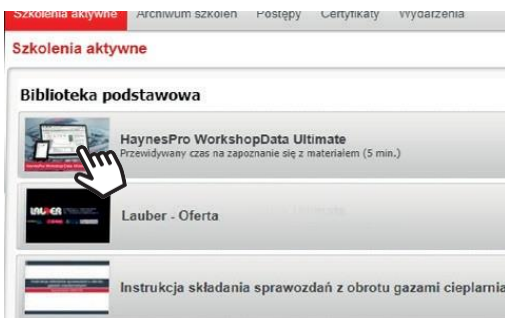 Szkolenia aktywne Archiwum szkoleń Postępy Certyfikaty Wydarzenia
Szkolenia aktywne
Biblioteka podstawowa
HaynesPro WorkshopData Ultimate
Przewidywany czas na zapoznanie się z materiałem (5 min.)
LAUBER
Lauber - Oferta
Instrukcja składania sprawozdań z obrotu gazami cieplarnia